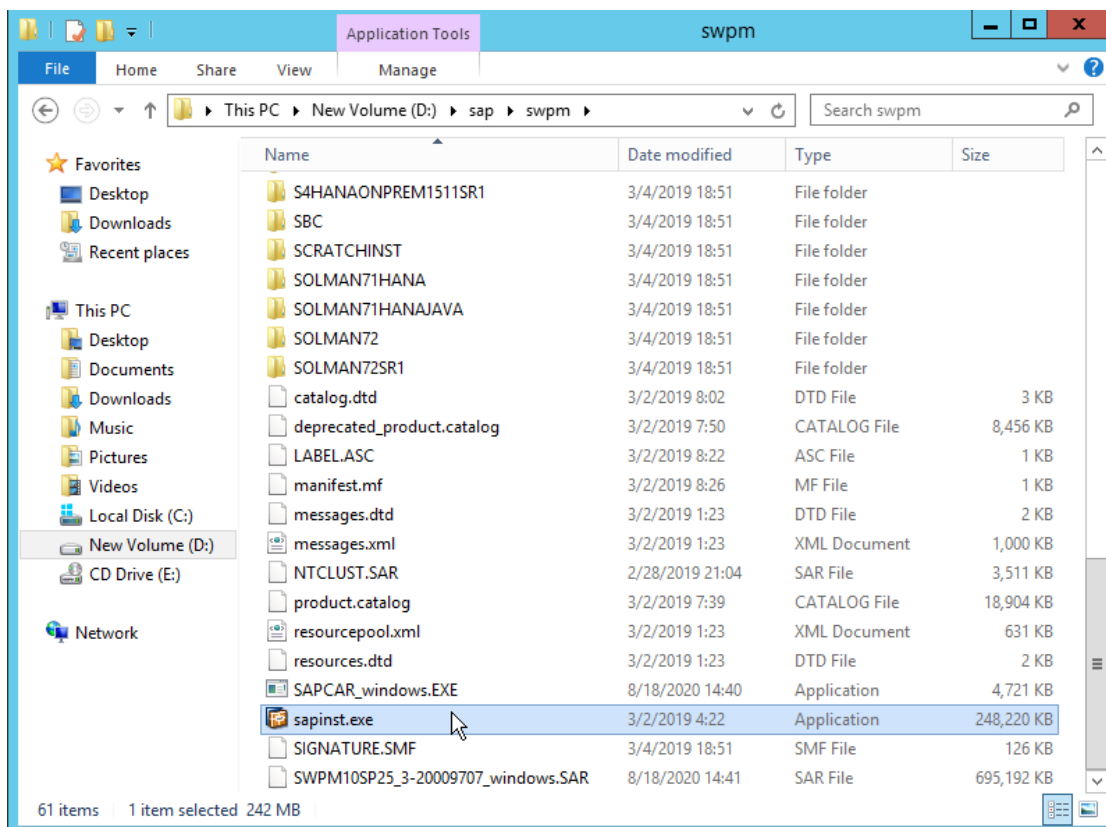 Application Tools
swpm
File Home Share View Manage
This PC New Volume (D:) sap swpm Search swpm
Favorites
Desktop
Downloads
Recent places
This PC
Desktop
Documents
Downloads
Music
Pictures
Videos
Local Disk (C:)
New Volume (D:)
CD Drive (E:)
Network
Name Date modified Type Size
S4HANAONPREM1511SR1 3/4/2019 18:51 File folder
SBC 3/4/2019 18:51 File folder
SCRATCHINST 3/4/2019 18:51 File folder
SOLMAN71HANA 3/4/2019 18:51 File folder
SOLMAN71HANAJAVA 3/4/2019 18:51 File folder
SOLMAN72 3/4/2019 18:51 File folder
SOLMAN72SR1 3/4/2019 18:51 File folder
catalog.dtd 3/2/2019 8:02 DTD File 3 KB
deprecated_product.catalog 3/2/2019 7:50 CATALOG File 8,456 KB
LABEL.ASC 3/2/2019 8:22 ASC File 1 KB
manifest.mf 3/2/2019 8:26 MF File 1 KB
messages.dtd 3/2/2019 1:23 DTD File 2 KB
messages.xml 3/2/2019 1:23 XML Document 1,000 KB
NTCLUST.SAR 2/28/2019 21:04 SAR File 3,511 KB
product.catalog 3/2/2019 7:39 CATALOG File 18,904 KB
resourcepool.xml 3/2/2019 1:23 XML Document 631 KB
resources.dtd 3/2/2019 1:23 DTD File 2 KB
SAPCAR_windows.EXE 8/18/2020 14:40 Application 4,721 KB
sapinst.exe 3/2/2019 4:22 Application 248,220 KB
SIGNATURE.SMF 3/4/2019 18:51 SMF File 126 KB
SWPM10SP25_3-20009707_windows.SAR 8/18/2020 14:41 SAR File 695,192 KB
61 items 1 item selected 242 MB